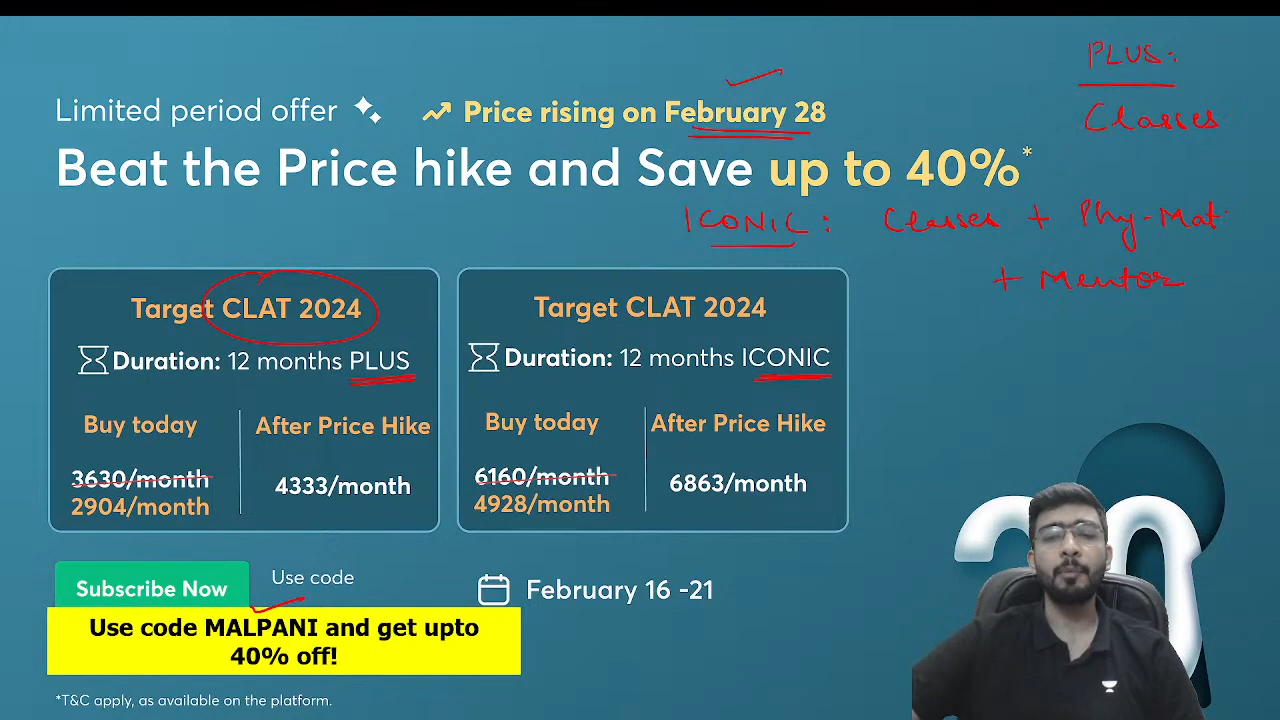 PLUS:
Classes
Limited period offer
Price rising on February 28
Beat the Price hike and Save up to 40%*
ICONIC: Classes + Phy-Mat
+ Mentor
Target CLAT 2024
Duration: 12 months PLUS
Buy today
After Price Hike
3630/month
2904/month
4333/month
Target CLAT 2024
Duration: 12 months ICONIC
Buy today
After Price Hike
6160/month
4928/month
6863/month
Subscribe Now
Use code
February 16 -21
Use code MALPANI and get upto
40% off!
*T&C apply, as available on the platform.
20